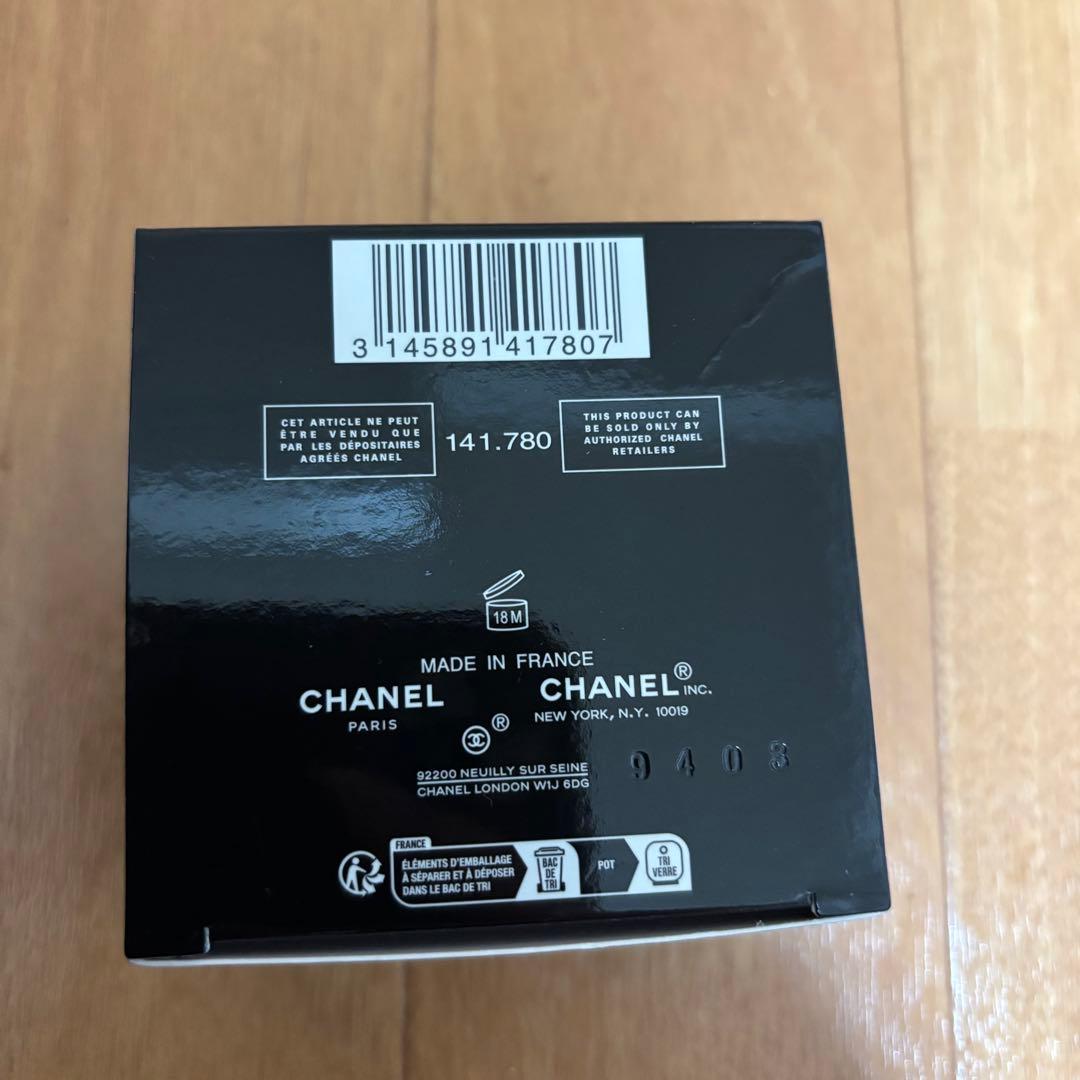 3 145891 417807
CET ARTICLE NE PEUT
ÊTRE VENDU QUE
PAR LES DÉPOSITAIRES
AGRÉÉS CHANEL
141.780
THIS PRODUCT CAN
BE SOLD ONLY BY
AUTHORIZED CHANEL
RETAILERS
18 M
MADE IN FRANCE
CHANEL
PARIS
CHANEL® INC.
NEW YORK, N.Y. 10019
®
92200 NEUILLY SUR SEINE
CHANEL LONDON W1J 6DG
9403
FRANCE
ÉLÉMENTS D'EMBALLAGE
À SÉPARER ET À DÉPOSER
DANS LE BAC DE TRI
BAC
DE
TRI
POT
TRI
VERRE